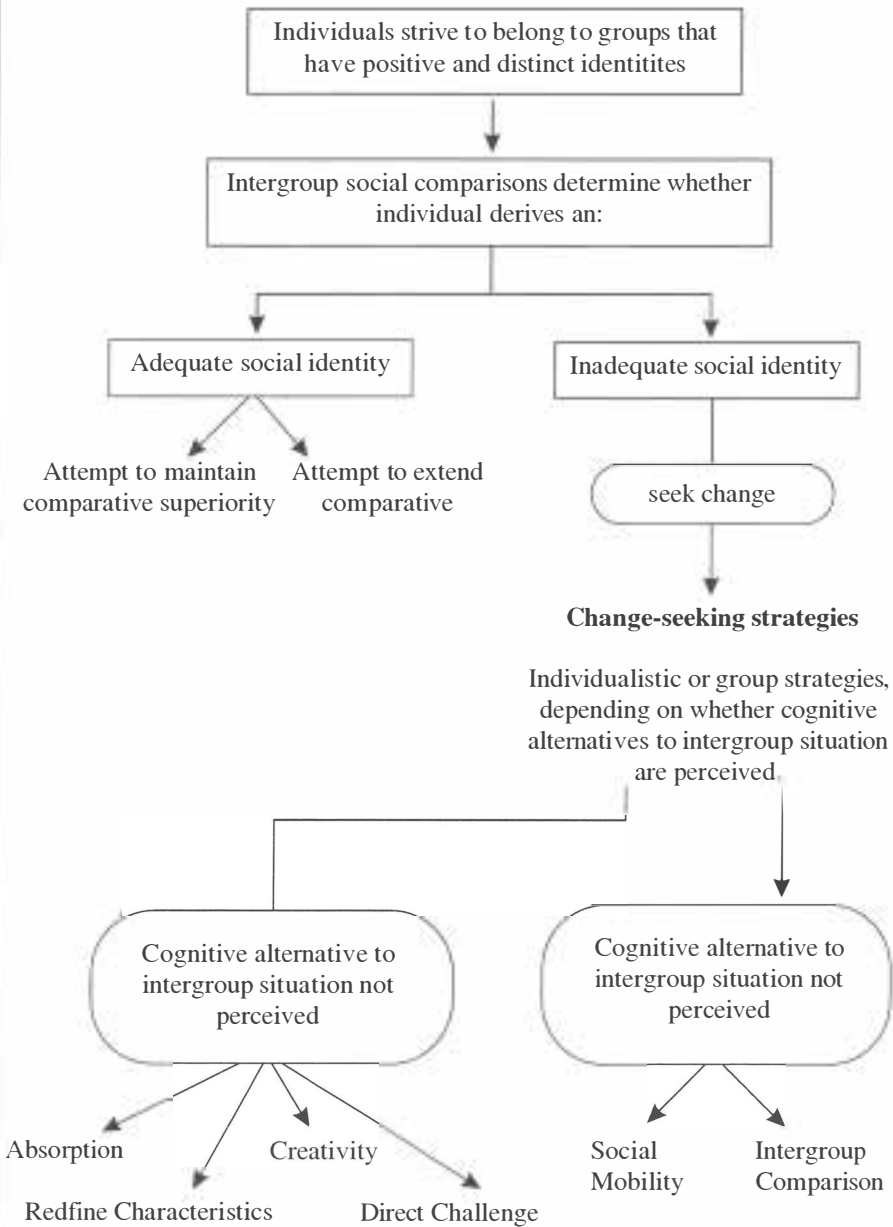 Individuals strive to belong to groups that
have positive and distinct identitites
Intergroup social comparisons determine whether
individual derives an:
Adequate social identity
Inadequate social identity
Attempt to maintain
comparative superiority
Attempt to extend
comparative
seek change
Change-seeking strategies
Individualistic or group strategies,
depending on whether cognitive
alternatives to intergroup situation
are perceived
Cognitive alternative to
intergroup situation not
perceived
Cognitive alternative to
intergroup situation not
perceived
Absorption
Creativity
Redfine Characteristics
Direct Challenge
Social
Mobility
Intergroup
Comparison